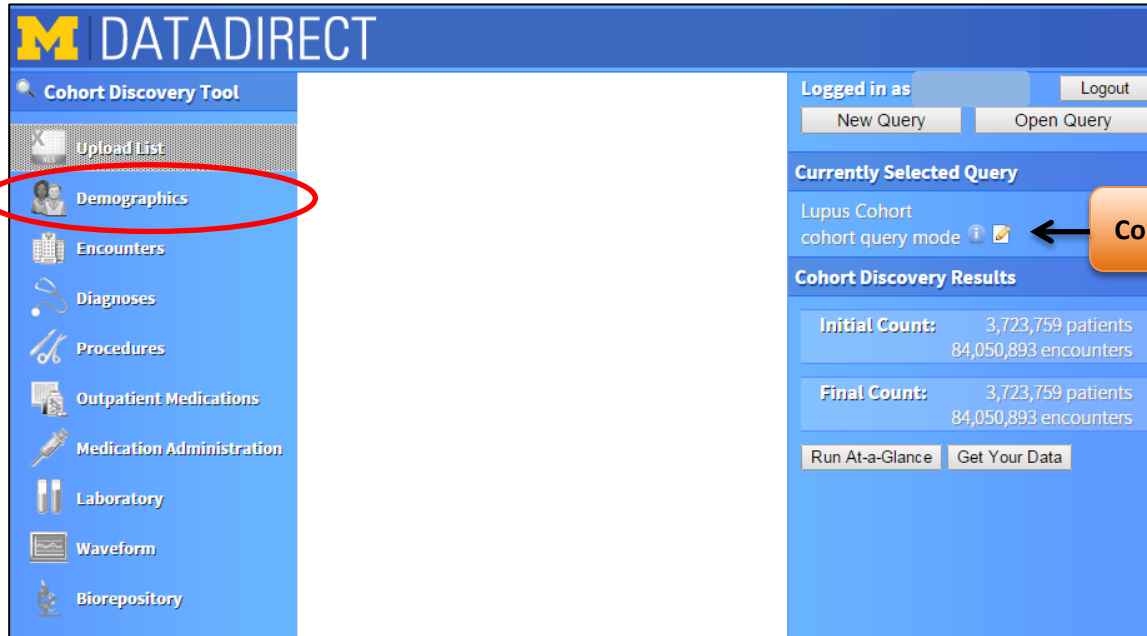 M DATADIRECT
Cohort Discovery Tool
Upload List
Demographics
Encounters
Diagnoses
Procedures
Outpatient Medications
Medication Administration
Laboratory
Waveform
Biorepository
Logged in as
Logout
New Query
Open Query
Currently Selected Query
Lupus Cohort
cohort query mode
Co
Cohort Discovery Results
Initial Count: 3,723,759 patients
84,050,893 encounters
Final Count: 3,723,759 patients
84,050,893 encounters
Run At-a-Glance
Get Your Data